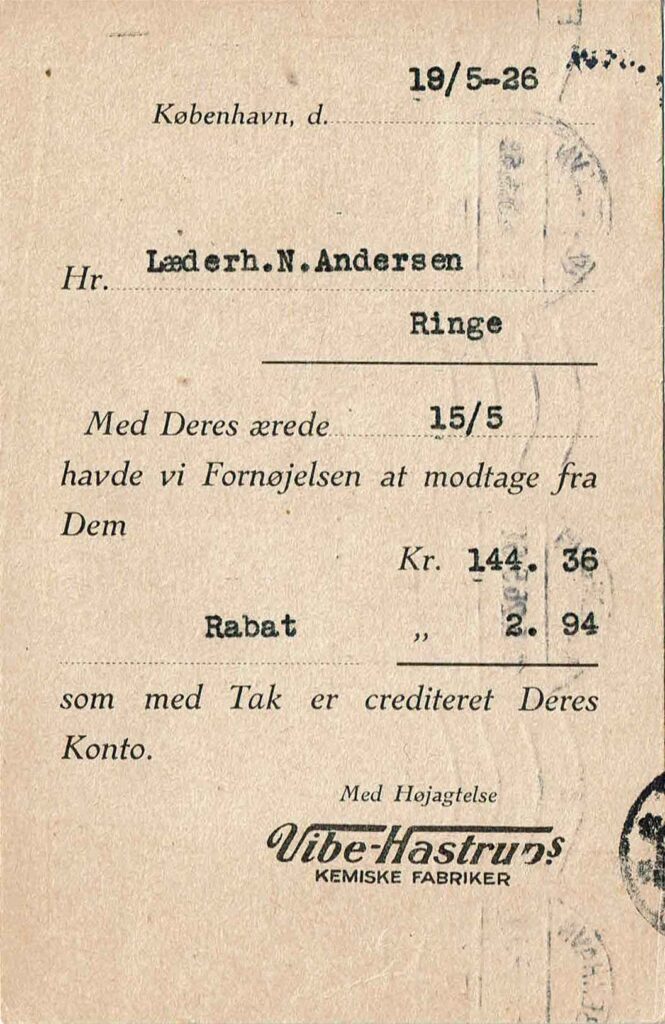 19/5-26
København, d.
Hr. Læderh.N.Andersen
Ringe
Med Deres ærede 15/5
havde vi Fornøjelsen at modtage fra
Dem
Kr. 144. 36
Rabat „ 2. 94
som med Tak er crediteret Deres
Konto.
Med Højagtelse
Vibe-Hastrups
KEMISKE FABRIKER